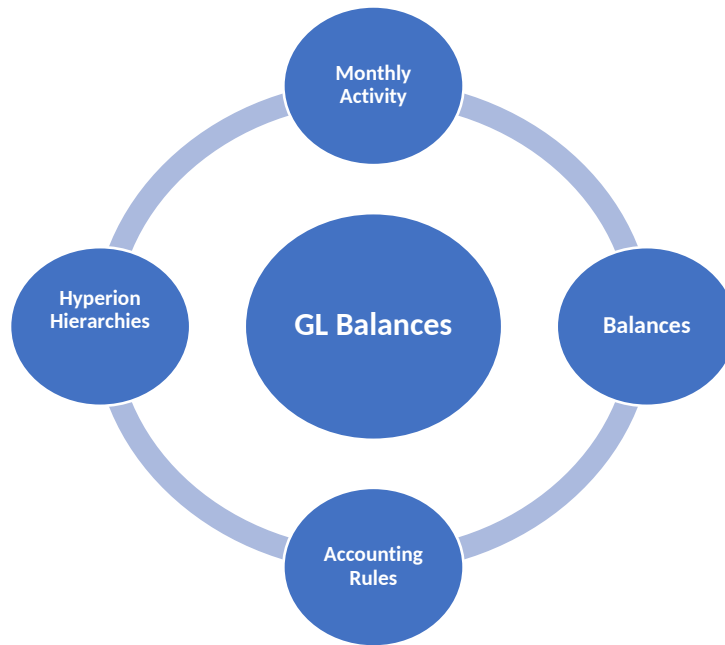 Monthly
Activity
Hyperion
Hierarchies
GL Balances
Balances
Accounting
Rules